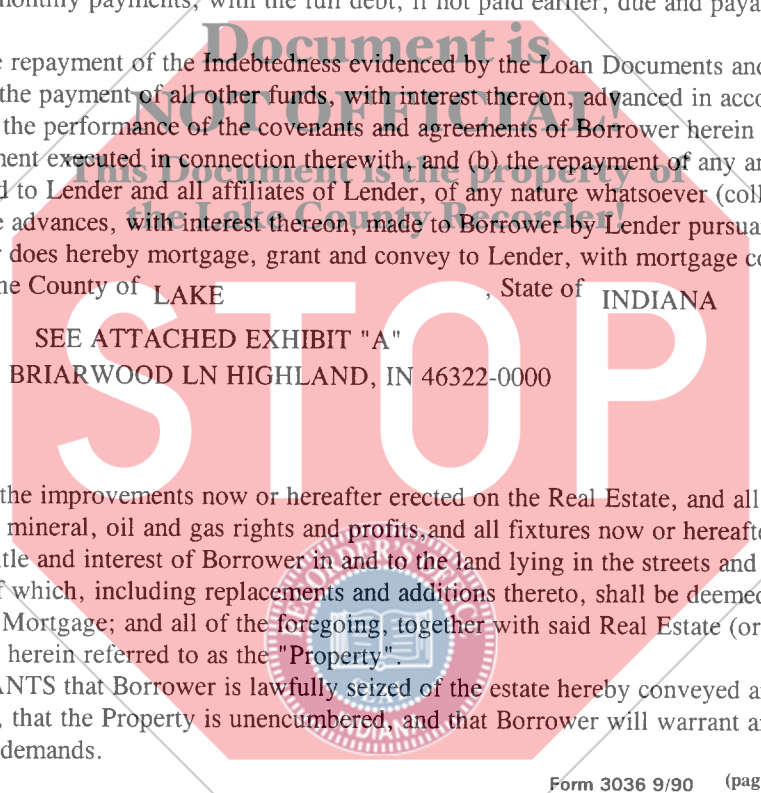 monthly payments, with the full debt, if not paid earlier, due and paya
Document is
e repayment of the Indebtedness evidenced by the Loan Documents and
the payment of all other funds, with interest thereon, advanced in acco
NOT OFFICIAL!
the performance of the covenants and agreements of Borrower herein
ment executed in connection therewith, and (b) the repayment of any an
This Document is the property of
d to Lender and all affiliates of Lender, of any nature whatsoever (coll
the Lake County Recorder!
e advances, with interest thereon, made to Borrower by Lender pursua
r does hereby mortgage, grant and convey to Lender, with mortgage co
he County of LAKE , State of INDIANA
SEE ATTACHED EXHIBIT "A"
BRIARWOOD LN HIGHLAND, IN 46322-0000
STOP
the improvements now or hereafter erected on the Real Estate, and all
mineral, oil and gas rights and profits,and all fixtures now or hereafte
tle and interest of Borrower in and to the land lying in the streets and
f which, including replacements and additions thereto, shall be deemed
Mortgage; and all of the foregoing, together with said Real Estate (or
herein referred to as the "Property".
ANTS that Borrower is lawfully seized of the estate hereby conveyed a
, that the Property is unencumbered, and that Borrower will warrant a
demands.
RECORDER'S OFFICE
SEAL
INDIANA
Form 3036 9/90 (pag